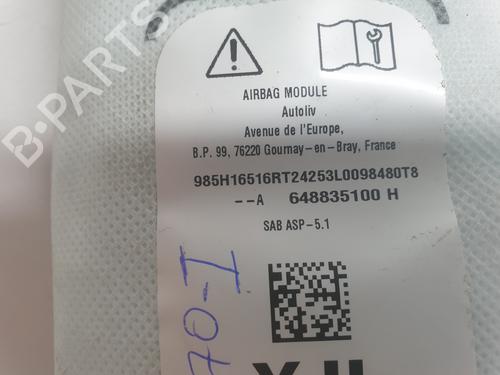 B-PARTS
AIRBAG MODULE
Autoliv
Avenue de l'Europe,
B.P. 99, 76220 Gournay-en-Bray, France
985H16516RT24253L0098480T8
--A 648835100 H
SAB ASP-5.1
70-I